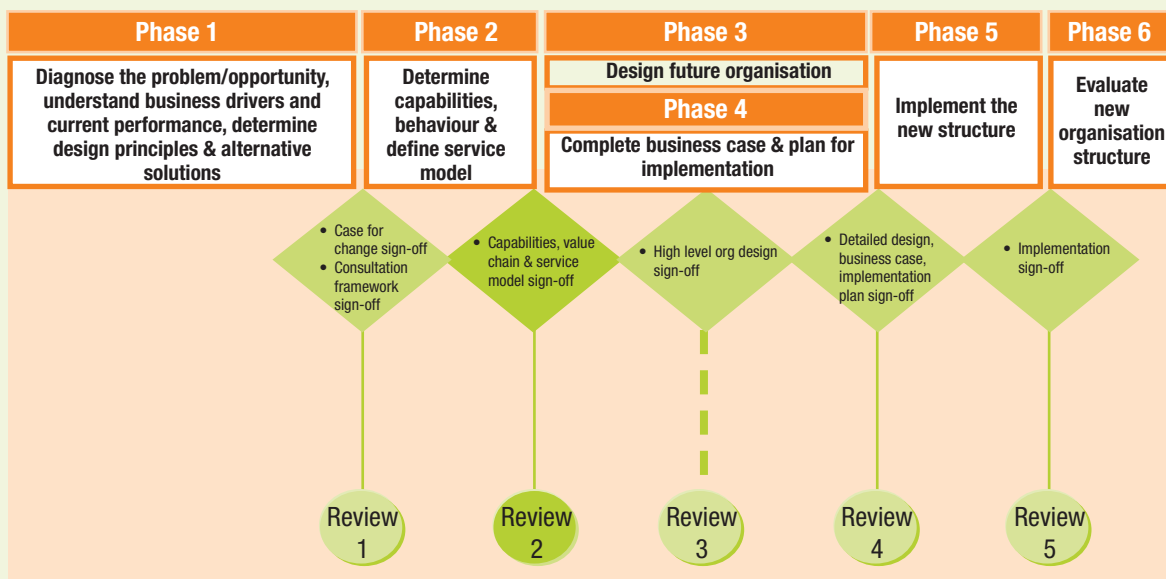 Phase 1
Phase 2
Phase 3
Phase 5
Phase 6
Diagnose the problem/opportunity,
understand business drivers and
current performance, determine
design principles & alternative
solutions
Determine
capabilities,
behaviour &
define service
model
Design future organisation
Phase 4
Complete business case & plan for
implementation
Implement the
new structure
Evaluate
new
organisation
structure
• Case for
change sign-off
• Consultation
framework
sign-off
• Capabilities, value
chain & service
model sign-off
• High level org design
sign-off
• Detailed design,
business case,
implementation
plan sign-off
• Implementation
sign-off
Review
1
Review
2
Review
3
Review
4
Review
5